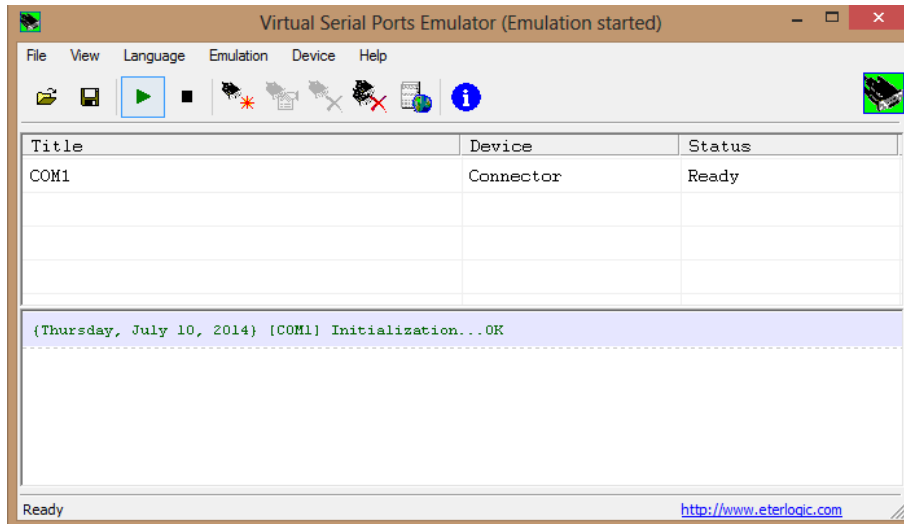 Virtual Serial Ports Emulator (Emulation started)
File View Language Emulation Device Help
Title Device Status
COM1 Connector Ready
{Thursday, July 10, 2014} [COM1] Initialization...OK
Ready http://www.eterlogic.com